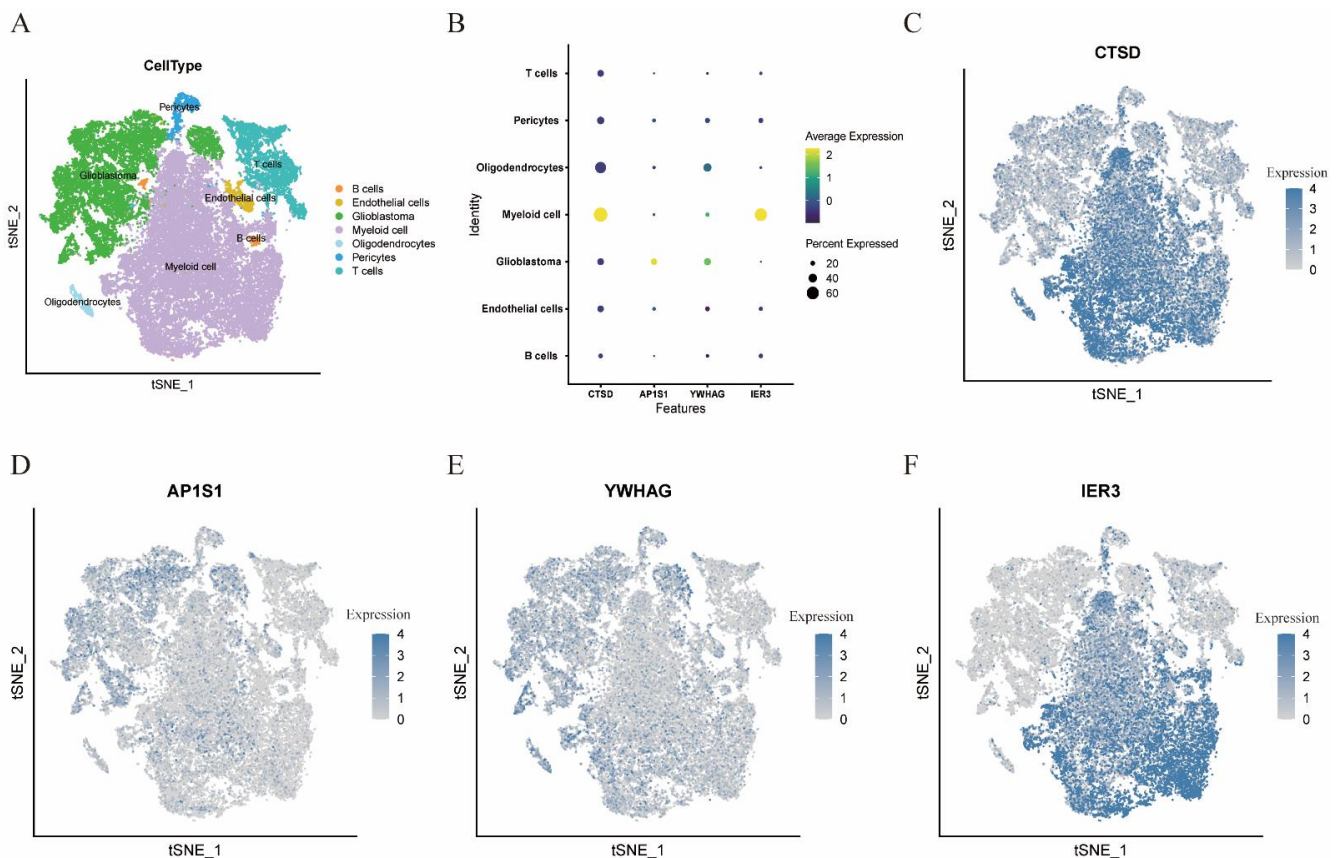 A
CellType
Pericytes
T cells
Glioblastoma
Endothelial cells
B cells
Myeloid cell
Oligodendrocytes
tSNE_2
tSNE_1
B cells
Endothelial cells
Glioblastoma
Myeloid cell
Oligodendrocytes
Pericytes
T cells
B
Identity
T cells
Pericytes
Oligodendrocytes
Myeloid cell
Glioblastoma
Endothelial cells
B cells
CTSD AP1S1 YWHAG IER3
Features
Average Expression
2
1
0
Percent Expressed
20
40
60
C
CTSD
tSNE_2
tSNE_1
Expression
4
3
2
1
0
D
AP1S1
tSNE_2
tSNE_1
Expression
4
3
2
1
0
E
YWHAG
tSNE_2
tSNE_1
Expression
4
3
2
1
0
F
IER3
tSNE_2
tSNE_1
Expression
4
3
2
1
0